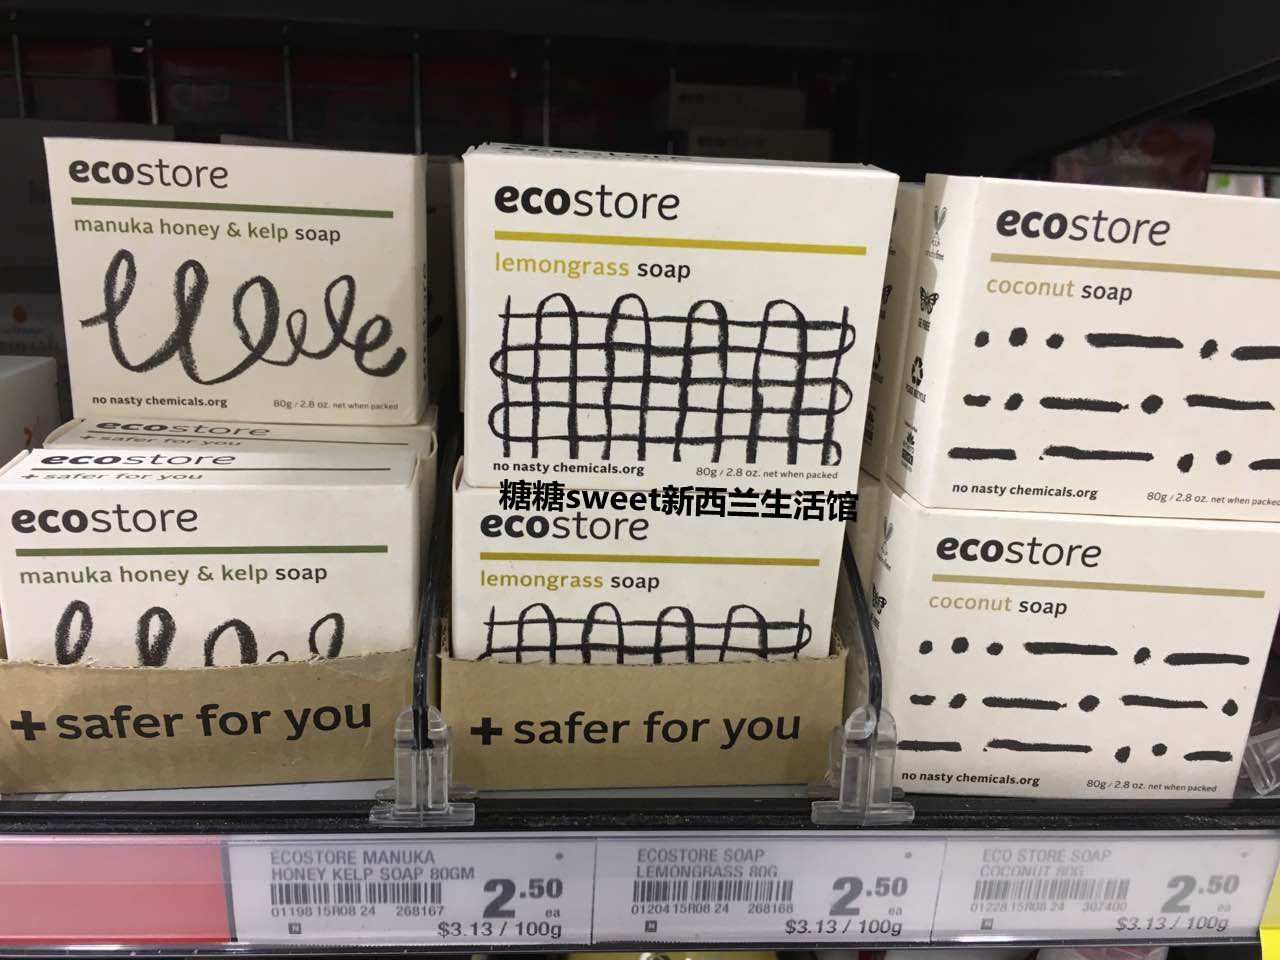 ecostore
manuka honey & kelp soap
no nasty chemicals.org
80g / 2.8 oz. net when packed
ecostore
+ safer for you
ecostore
+ safer for you
ecostore
manuka honey & kelp soap
+ safer for you
ecostore
lemongrass soap
no nasty chemicals.org
80g / 2.8 oz. net when packed
糖糖sweet新西兰生活馆
ecostore
lemongrass soap
+ safer for you
ecostore
coconut soap
no nasty chemicals.org
80g / 2.8 oz. net when packed
ecostore
coconut soap
no nasty chemicals.org
80g / 2.8 oz. net when packed
ECOSTORE MANUKA
HONEY KELP SOAP 80GM
2.50
ea
01198 15R08 24 268167
$3.13 / 100g
ECOSTORE SOAP
LEMONGRASS 80G
2.50
ea
01204 15R08 24 268168
$3.13 / 100g
ECO STORE SOAP
COCONUT 80G
2.50
ea
01228 15R08 24 307400
$3.13 / 100g